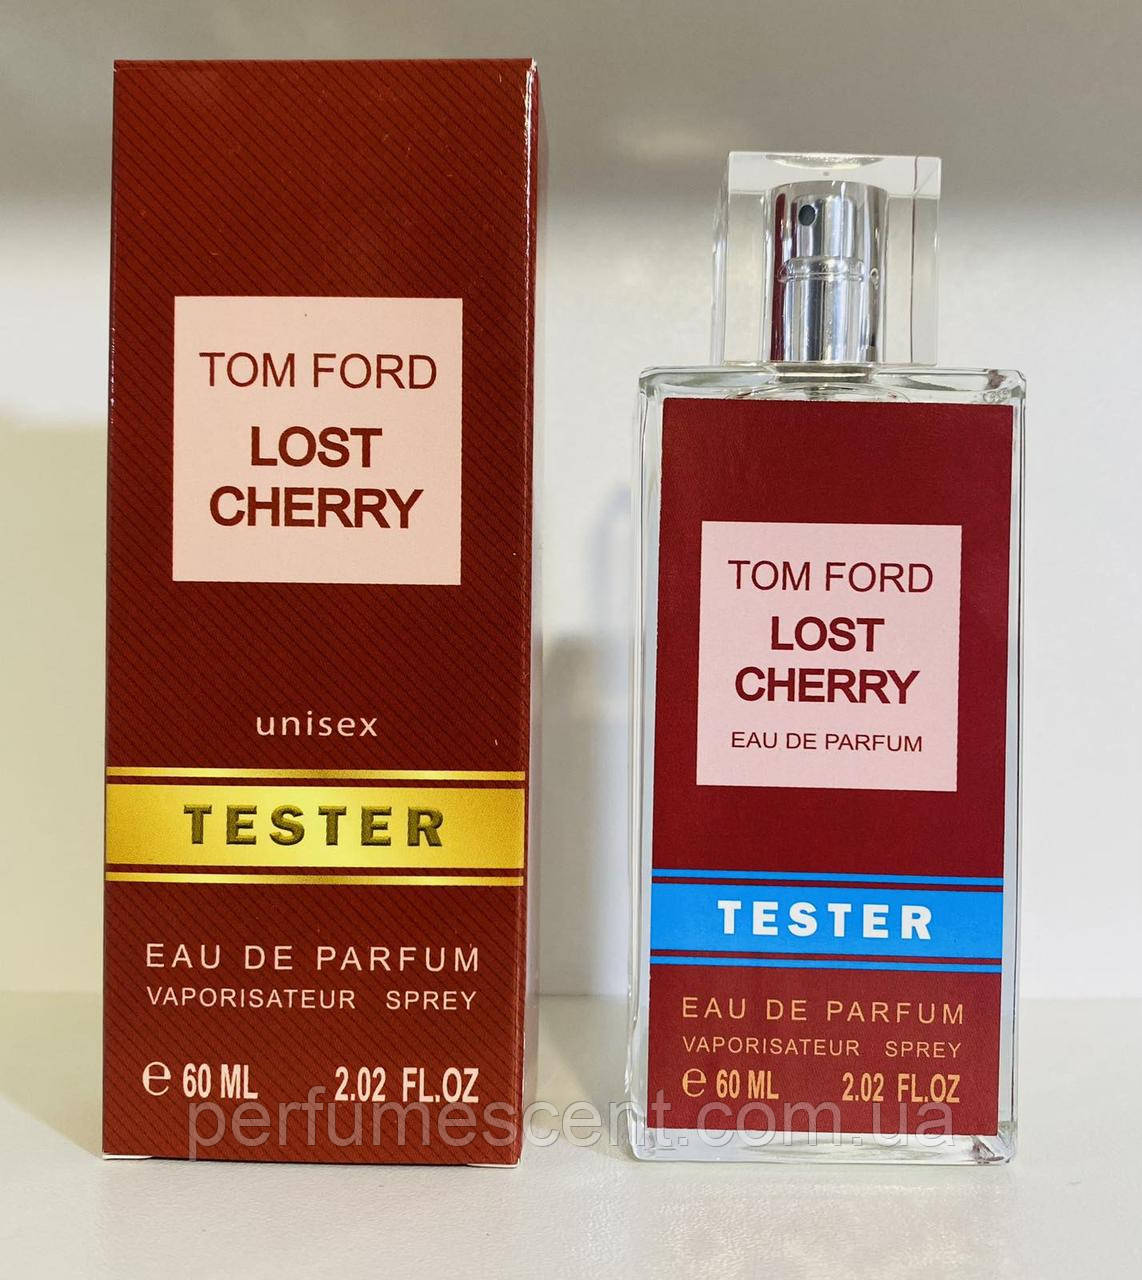 TOM FORD
LOST
CHERRY
unisex
TESTER
EAU DE PARFUM
VAPORISATEUR SPREY
℮ 60 ML 2.02 FL.OZ
TOM FORD
LOST
CHERRY
EAU DE PARFUM
TESTER
EAU DE PARFUM
VAPORISATEUR SPREY
℮ 60 ML 2.02 FL.OZ
perfumescent.com.ua